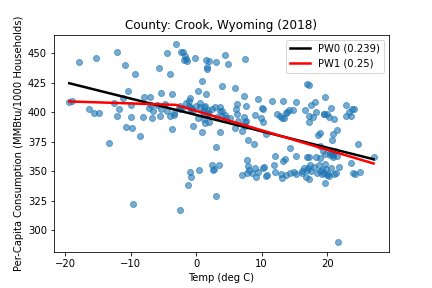 County: Crook, Wyoming (2018)
PW0 (0.239)
PW1 (0.25)
Per-Capita Consumption (MMBtu/1000 Households)
450
425
400
375
350
325
300
−20
−10
0
10
20
Temp (deg C)